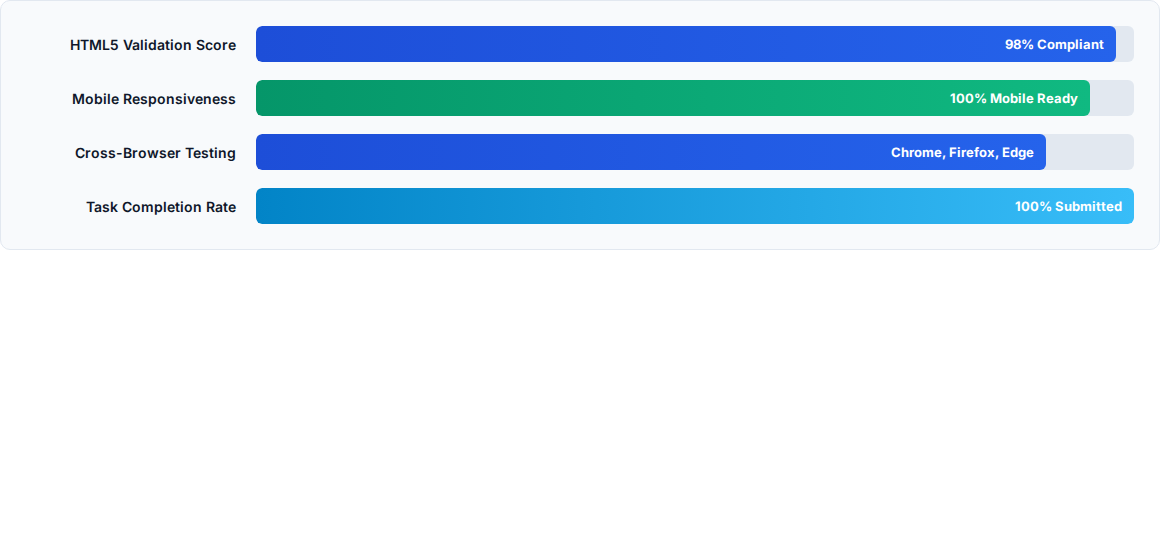 HTML5 Validation Score
98% Compliant
Mobile Responsiveness
100% Mobile Ready
Cross-Browser Testing
Chrome, Firefox, Edge
Task Completion Rate
100% Submitted